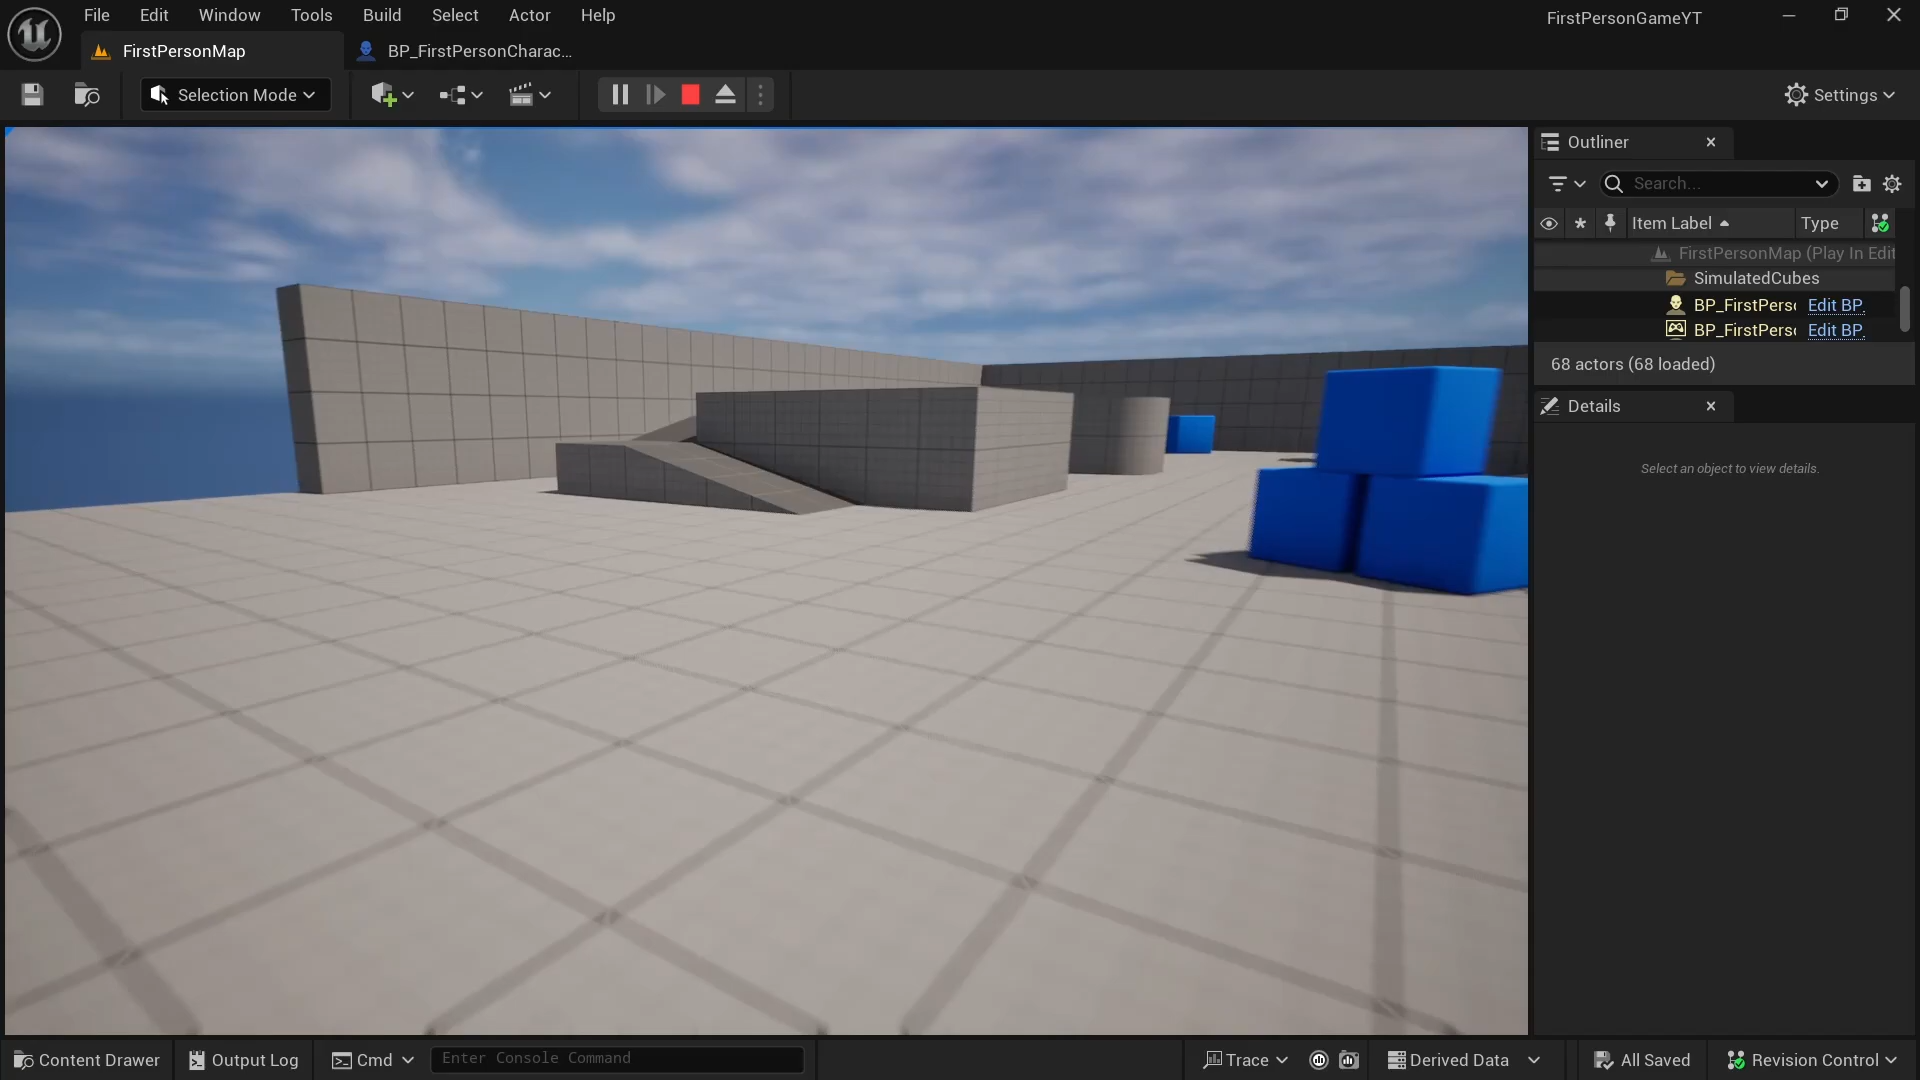 File Edit Window Tools Build Select Actor Help
FirstPersonGameYT
FirstPersonMap
BP_FirstPersonCharac...
Selection Mode
Settings
Outliner
Search...
Item Label
Type
FirstPersonMap (Play In Edit
SimulatedCubes
BP_FirstPerso Edit BP.
BP_FirstPerso Edit BP.
68 actors (68 loaded)
Details
Select an object to view details.
Content Drawer
Output Log
Cmd
Enter Console Command
Trace
Derived Data
All Saved
Revision Control